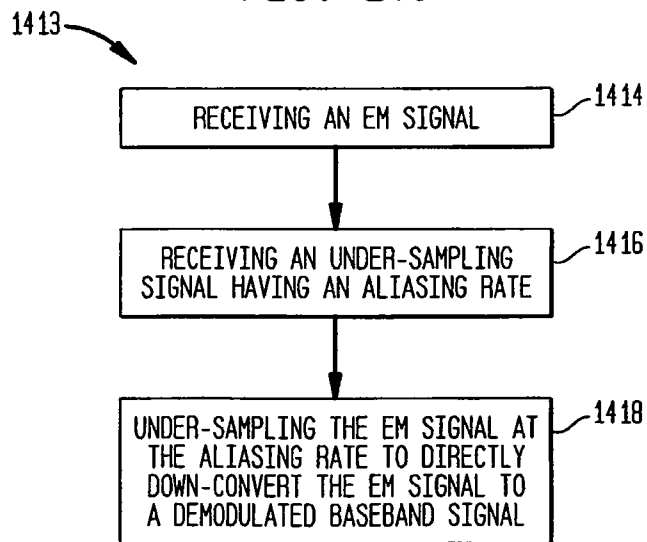 1413
RECEIVING AN EM SIGNAL
1414
RECEIVING AN UNDER-SAMPLING
SIGNAL HAVING AN ALIASING RATE
1416
UNDER-SAMPLING THE EM SIGNAL AT
THE ALIASING RATE TO DIRECTLY
DOWN-CONVERT THE EM SIGNAL TO
A DEMODULATED BASEBAND SIGNAL
1418